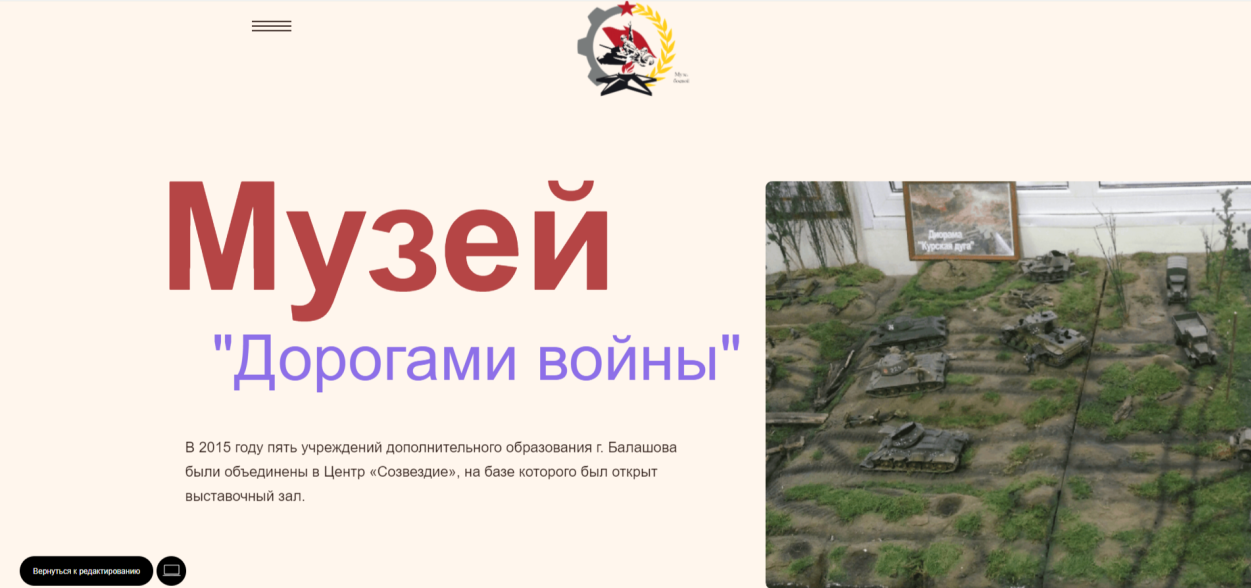 Музей
"Дорогами войны"
В 2015 году пять учреждений дополнительного образования г. Балашова
были объединены в Центр «Созвездие», на базе которого был открыт
выставочный зал.
Диорама
"Курская дуга"
Вернуться к редактированию